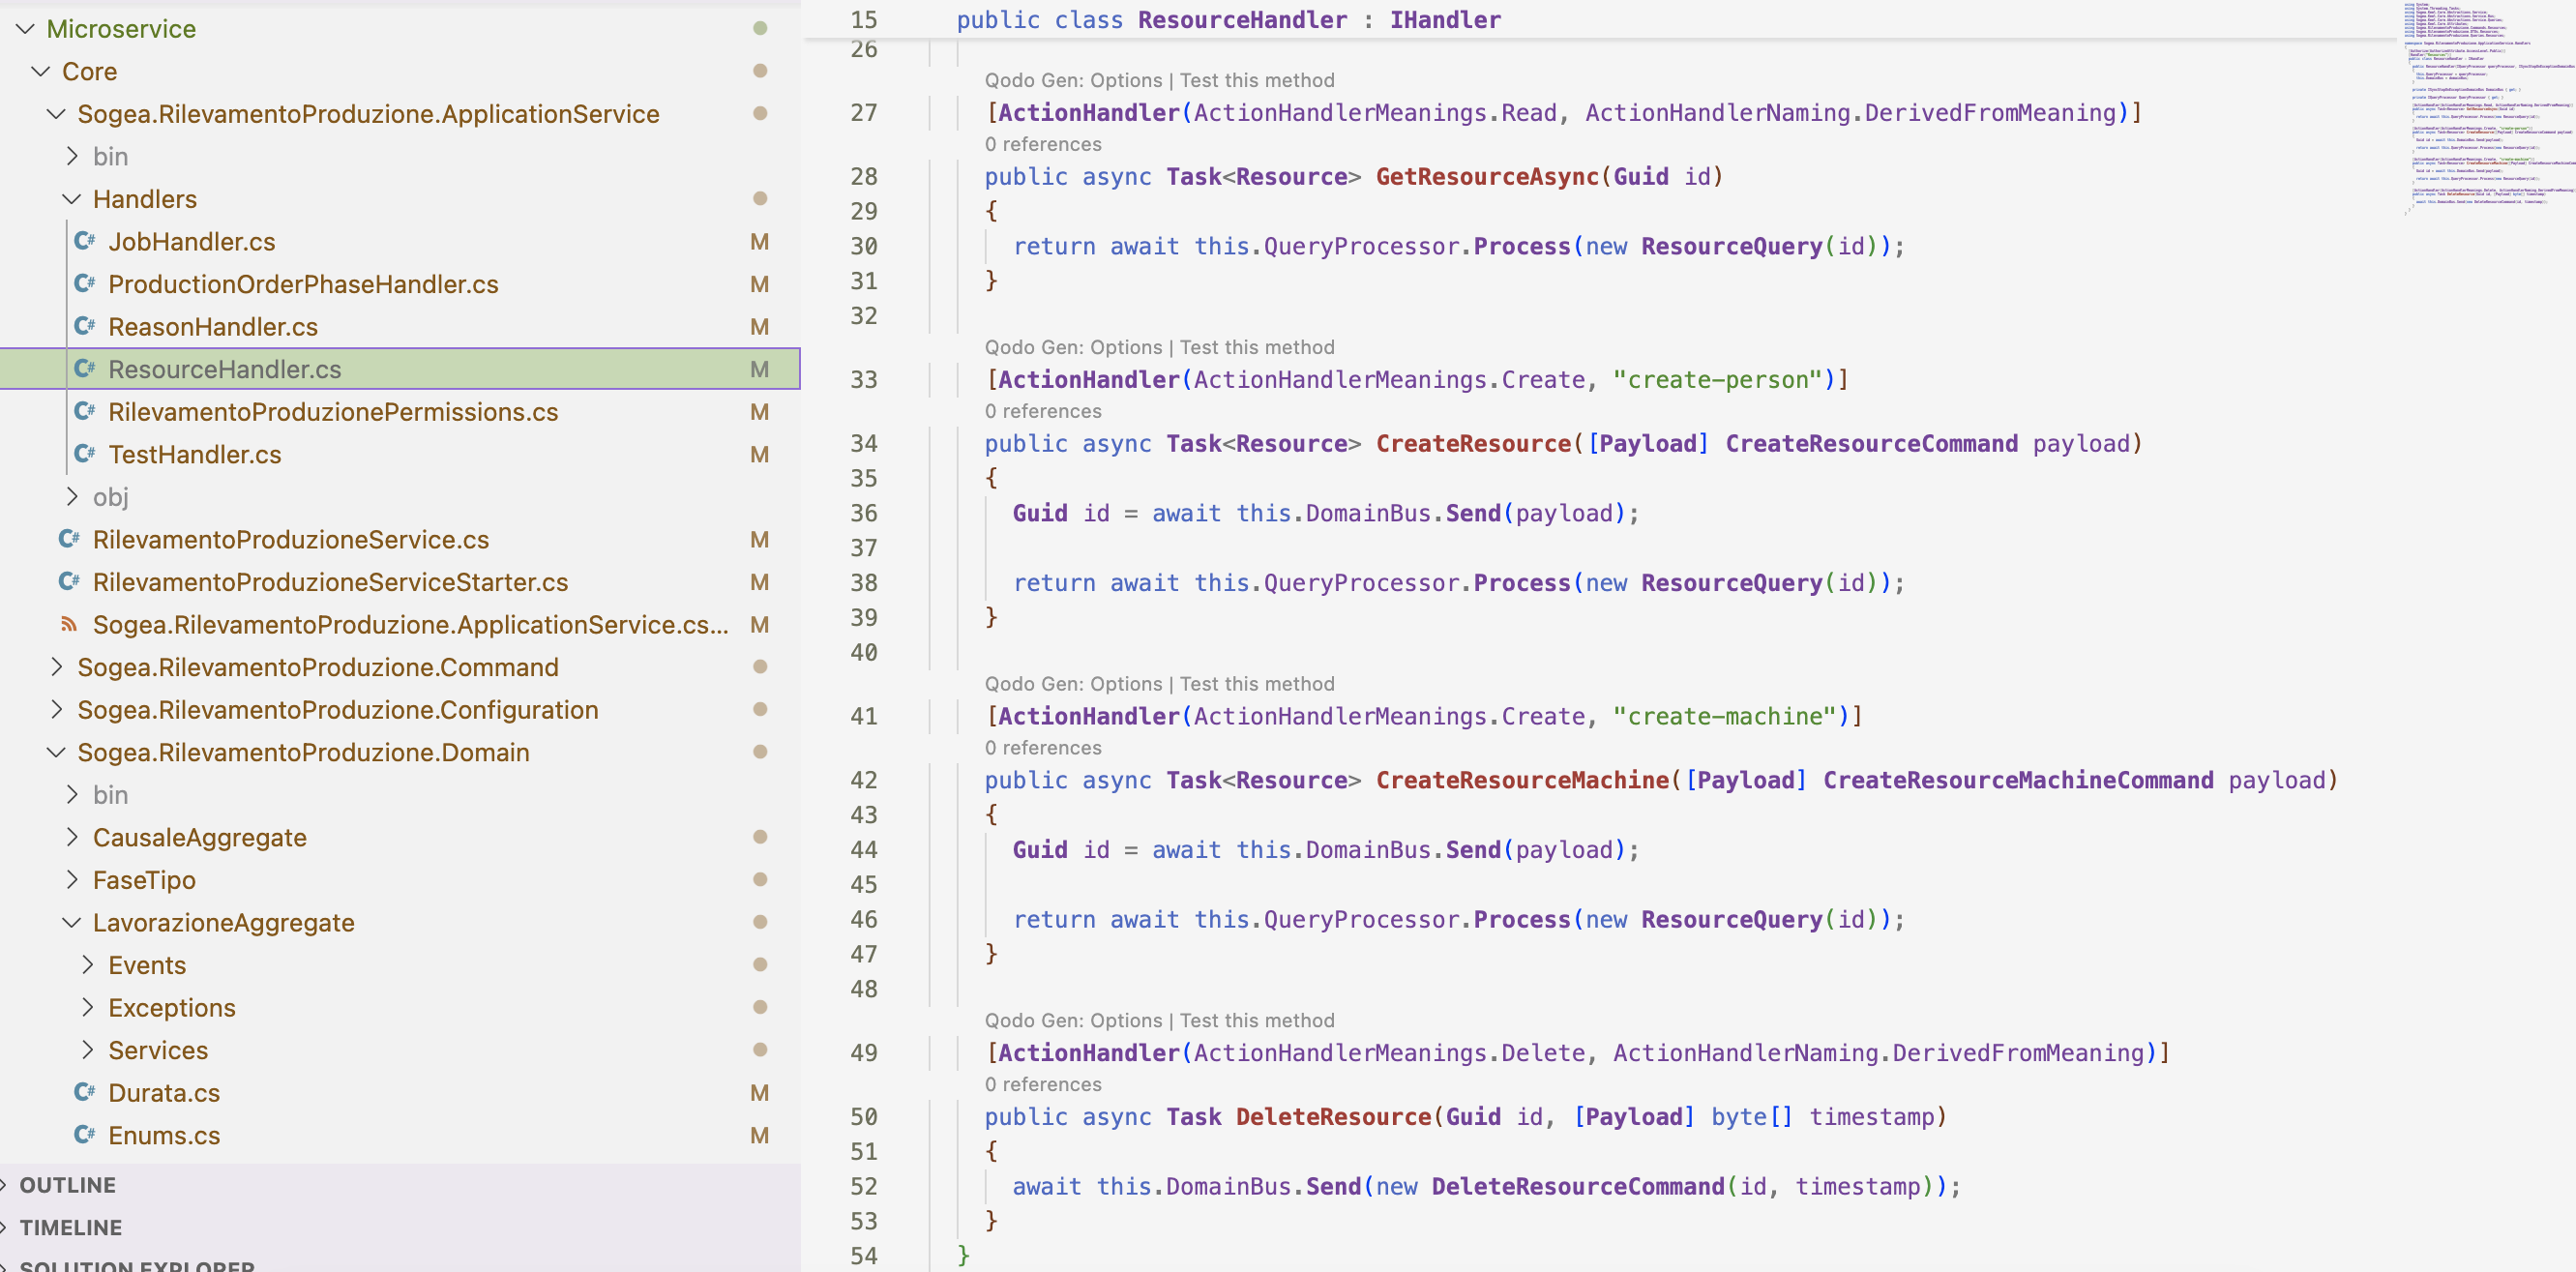 Microservice
Core
Sogea.RilevamentoProduzione.ApplicationService
bin
Handlers
C# JobHandler.cs M
C# ProductionOrderPhaseHandler.cs M
C# ReasonHandler.cs M
C# ResourceHandler.cs M
C# RilevamentoProduzionePermissions.cs M
C# TestHandler.cs M
obj
C# RilevamentoProduzioneService.cs M
C# RilevamentoProduzioneServiceStarter.cs M
Sogea.RilevamentoProduzione.ApplicationService.cs... M
Sogea.RilevamentoProduzione.Command
Sogea.RilevamentoProduzione.Configuration
Sogea.RilevamentoProduzione.Domain
bin
CausaleAggregate
FaseTipo
LavorazioneAggregate
Events
Exceptions
Services
C# Durata.cs M
C# Enums.cs M
OUTLINE
TIMELINE
SOLUTION EXPLORER
15 public class ResourceHandler : IHandler
26
Qodo Gen: Options | Test this method
27 [ActionHandler(ActionHandlerMeanings.Read, ActionHandlerNaming.DerivedFromMeaning)]
0 references
28 public async Task<Resource> GetResourceAsync(Guid id)
29 {
30 return await this.QueryProcessor.Process(new ResourceQuery(id));
31 }
32
Qodo Gen: Options | Test this method
33 [ActionHandler(ActionHandlerMeanings.Create, "create-person")]
0 references
34 public async Task<Resource> CreateResource([Payload] CreateResourceCommand payload)
35 {
36 Guid id = await this.DomainBus.Send(payload);
37
38 return await this.QueryProcessor.Process(new ResourceQuery(id));
39 }
40
Qodo Gen: Options | Test this method
41 [ActionHandler(ActionHandlerMeanings.Create, "create-machine")]
0 references
42 public async Task<Resource> CreateResourceMachine([Payload] CreateResourceMachineCommand payload)
43 {
44 Guid id = await this.DomainBus.Send(payload);
45
46 return await this.QueryProcessor.Process(new ResourceQuery(id));
47 }
48
Qodo Gen: Options | Test this method
49 [ActionHandler(ActionHandlerMeanings.Delete, ActionHandlerNaming.DerivedFromMeaning)]
0 references
50 public async Task DeleteResource(Guid id, [Payload] byte[] timestamp)
51 {
52 await this.DomainBus.Send(new DeleteResourceCommand(id, timestamp));
53 }
54 }